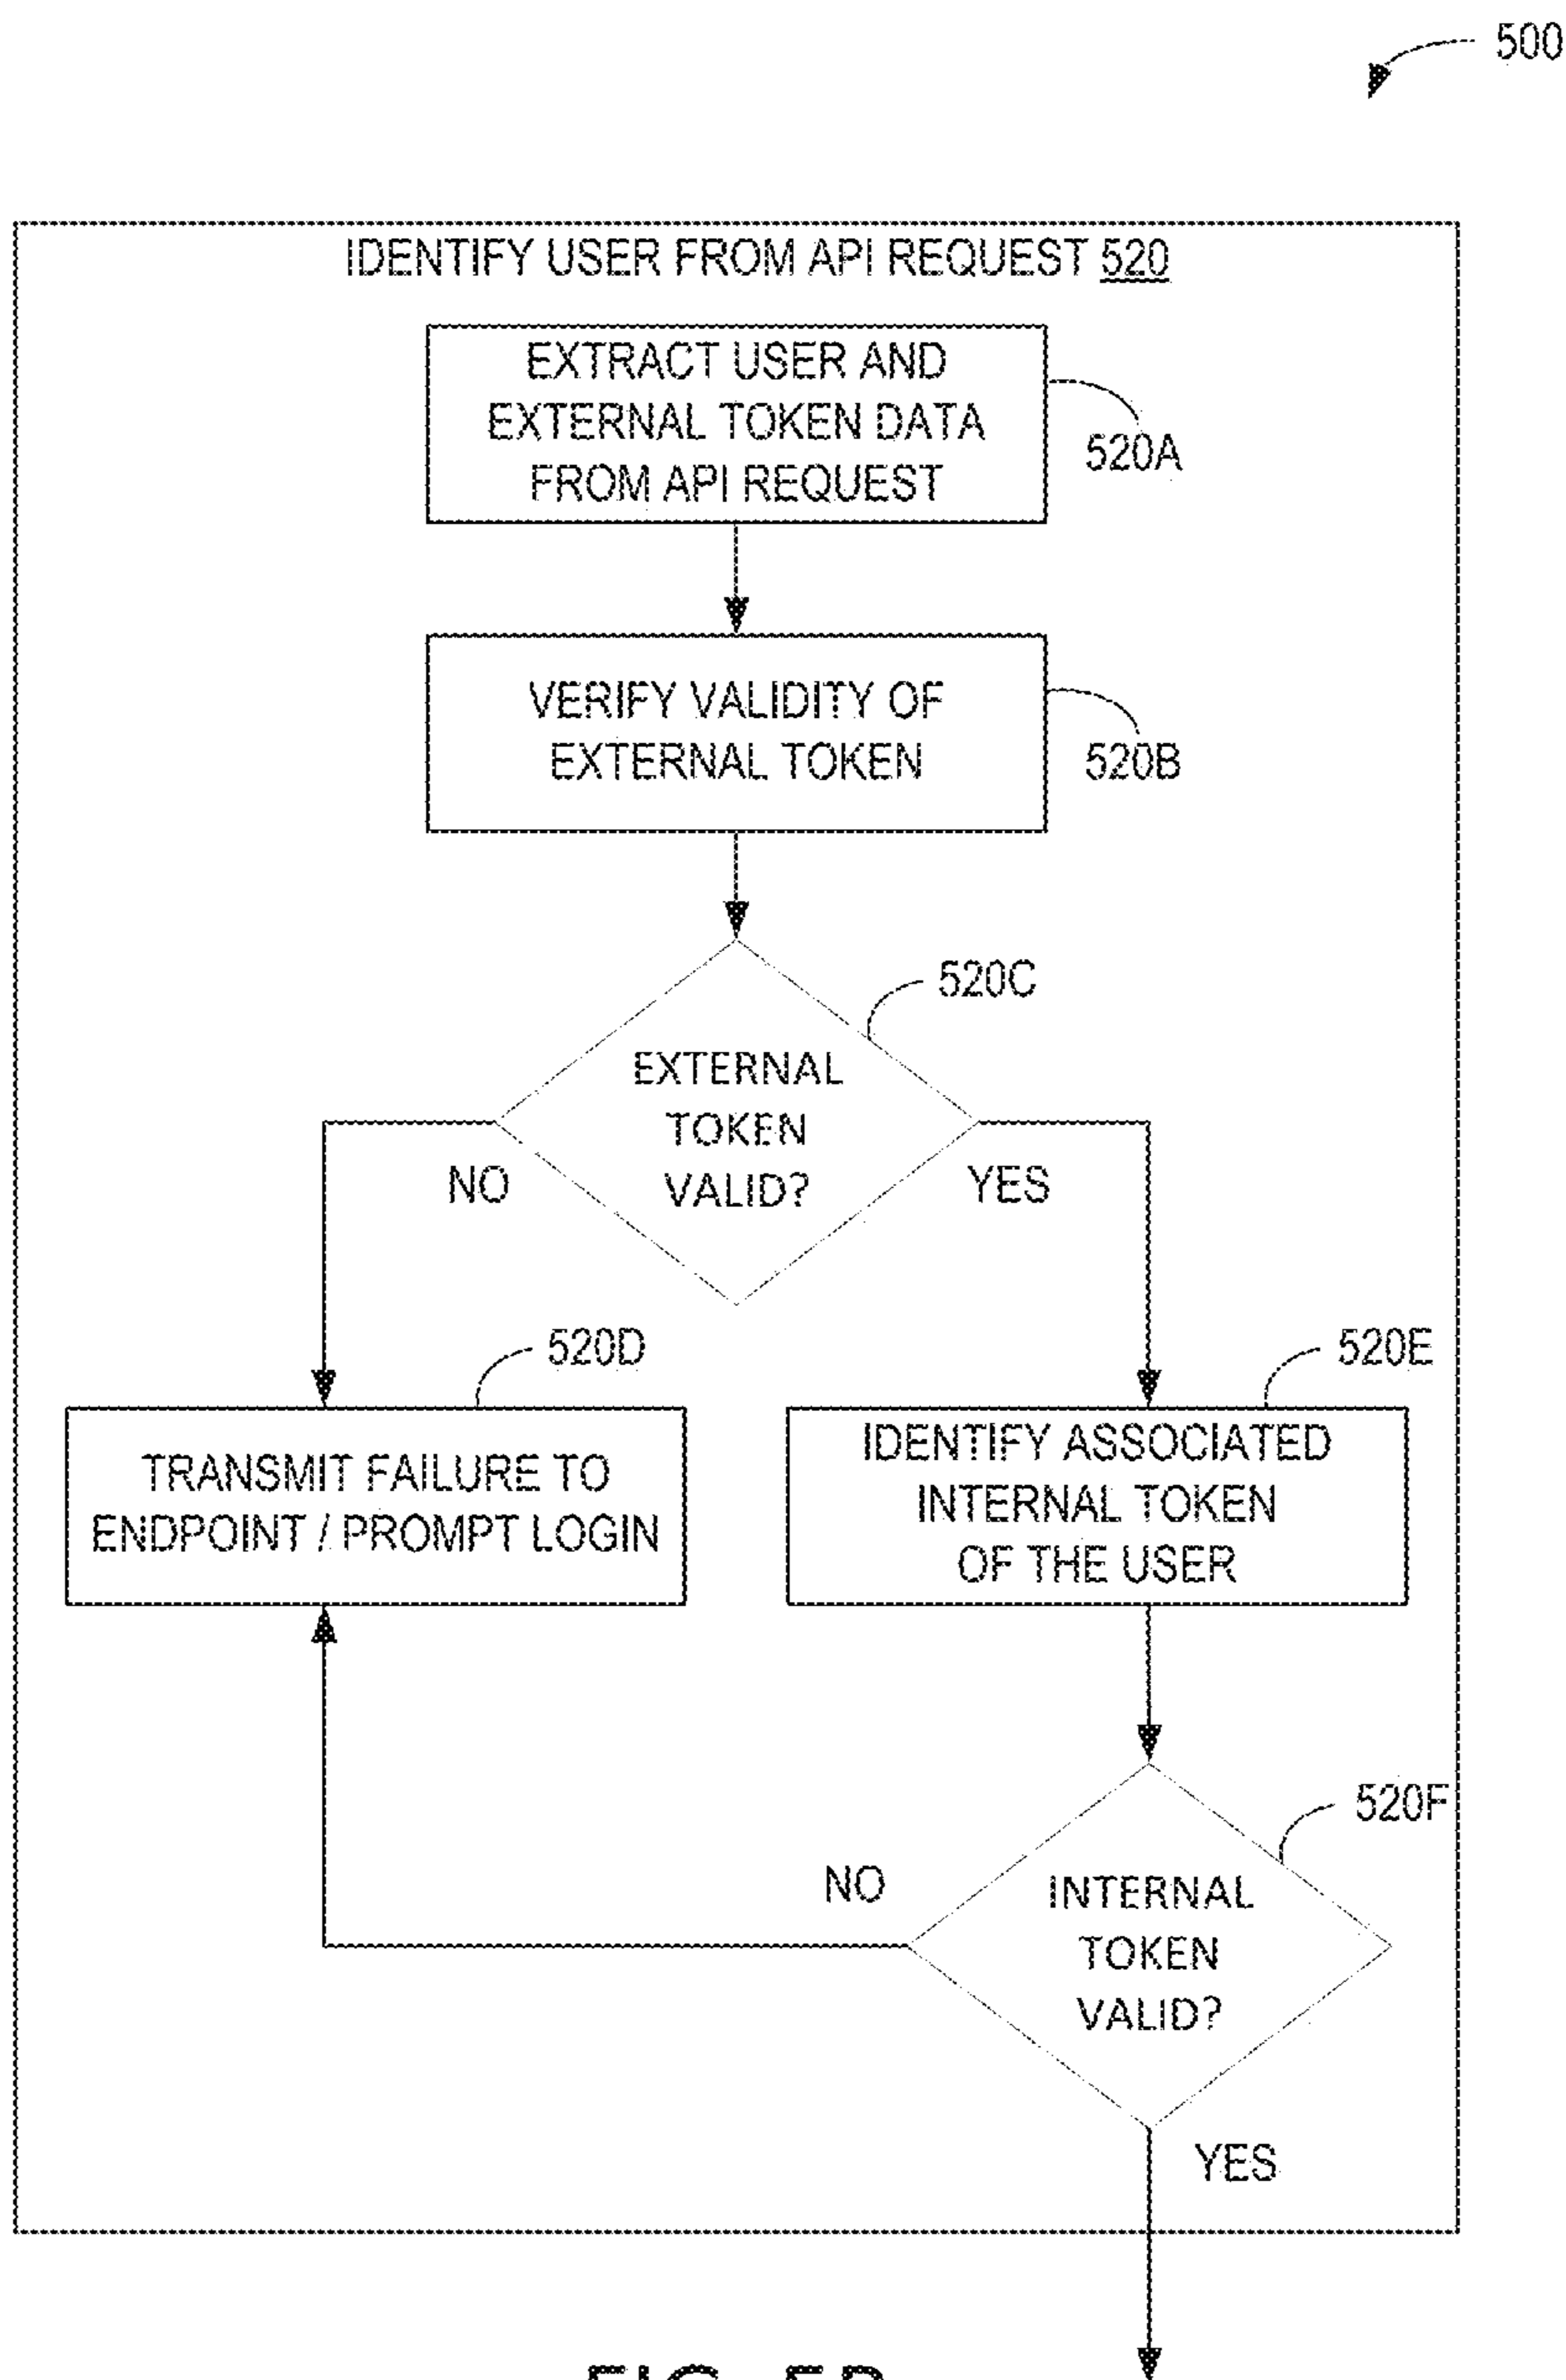 500
IDENTIFY USER FROM API REQUEST 520
EXTRACT USER AND
EXTERNAL TOKEN DATA
FROM API REQUEST
520A
VERIFY VALIDITY OF
EXTERNAL TOKEN
520B
520C
EXTERNAL
TOKEN
VALID?
NO
YES
520D
520E
TRANSMIT FAILURE TO
ENDPOINT / PROMPT LOGIN
IDENTIFY ASSOCIATED
INTERNAL TOKEN
OF THE USER
520F
NO
INTERNAL
TOKEN
VALID?
YES